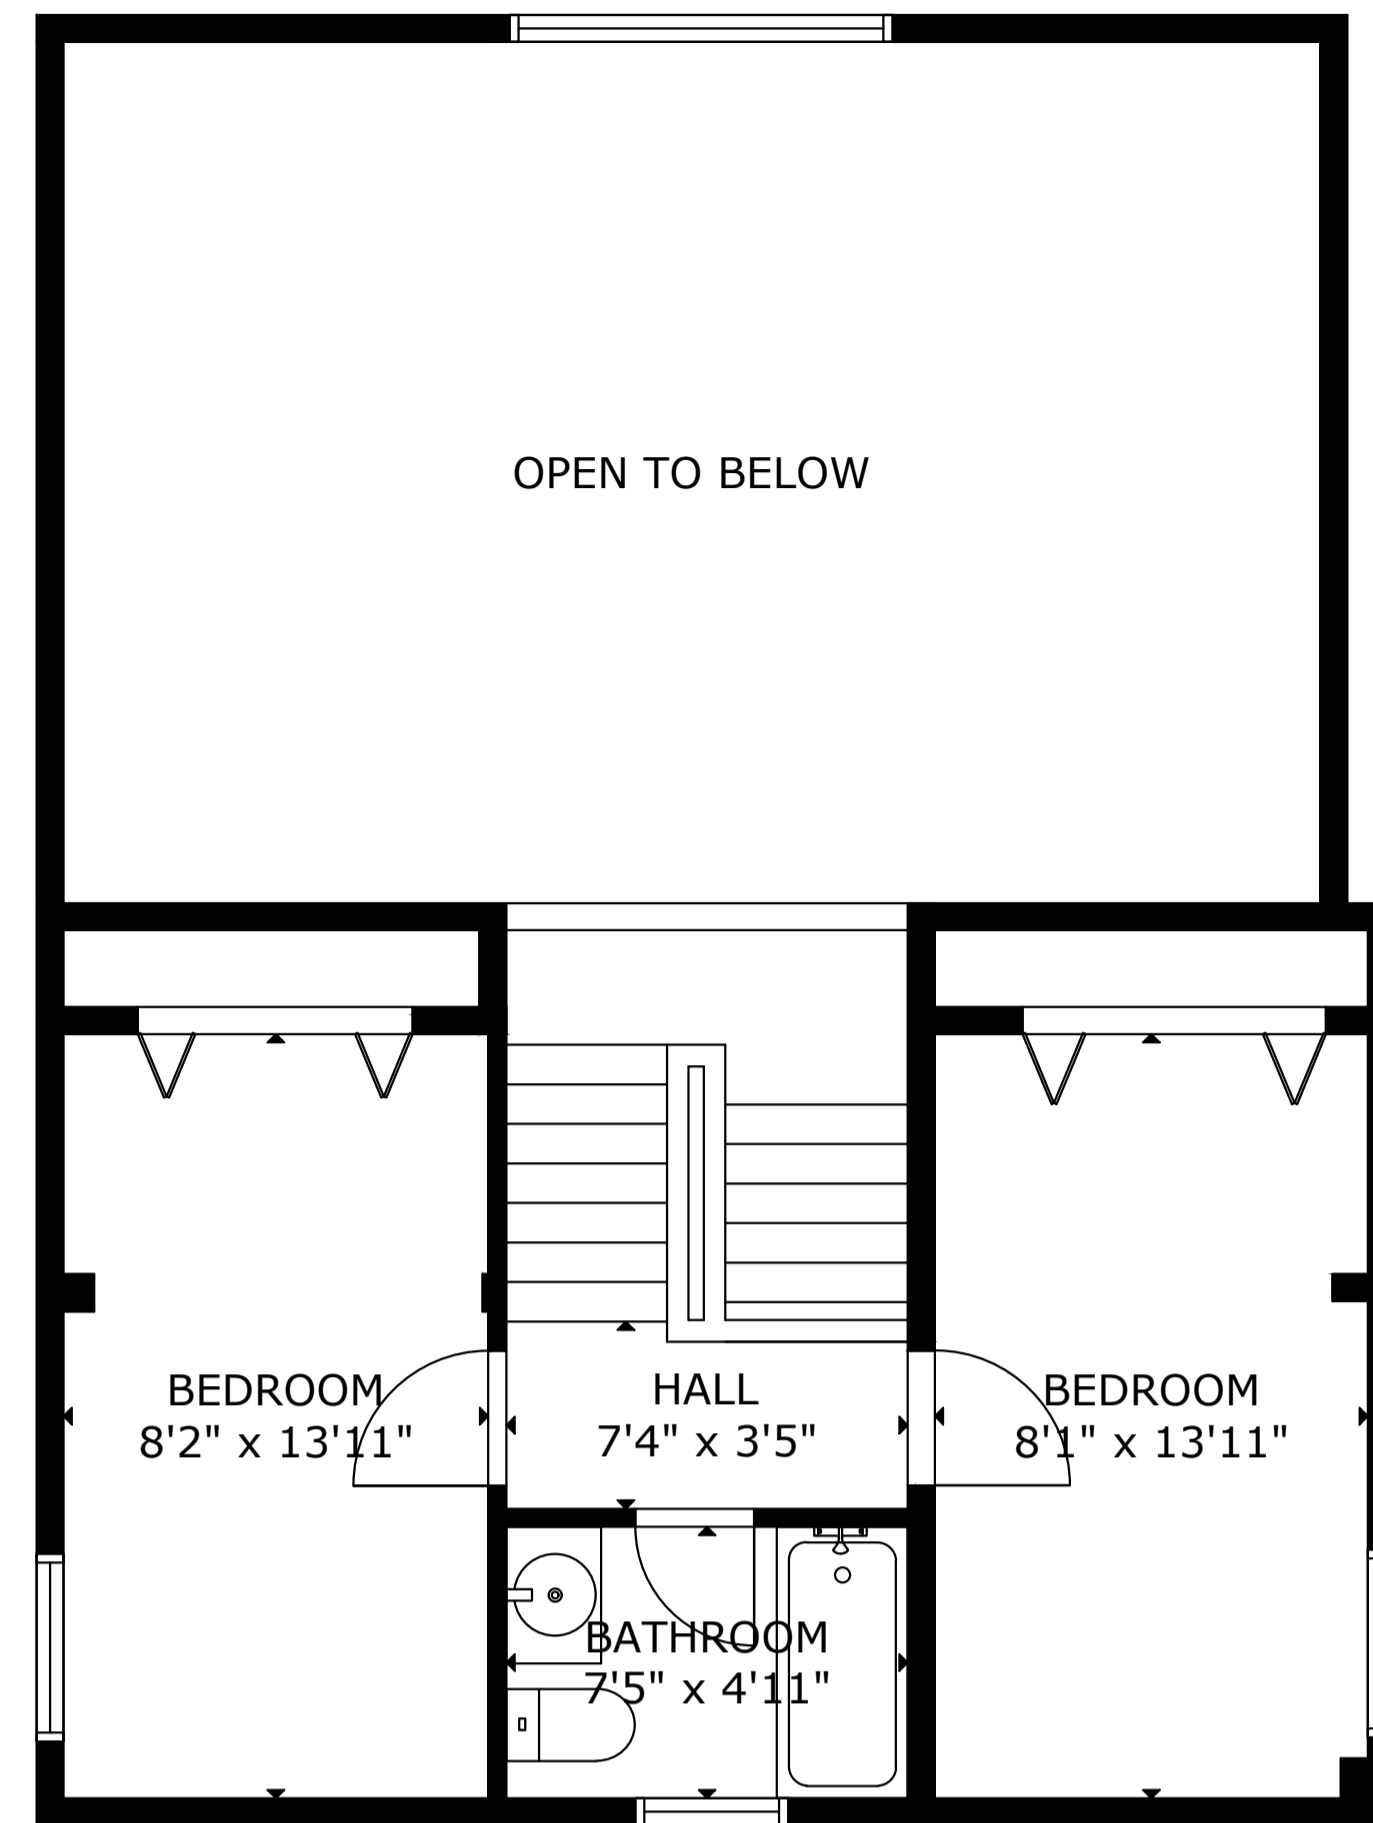 OPEN TO BELOW
BEDROOM
8'2" x 13'11"
HALL
7'4" x 3'5"
BEDROOM
8'1" x 13'11"
BATHROOM
7'5" x 4'11"